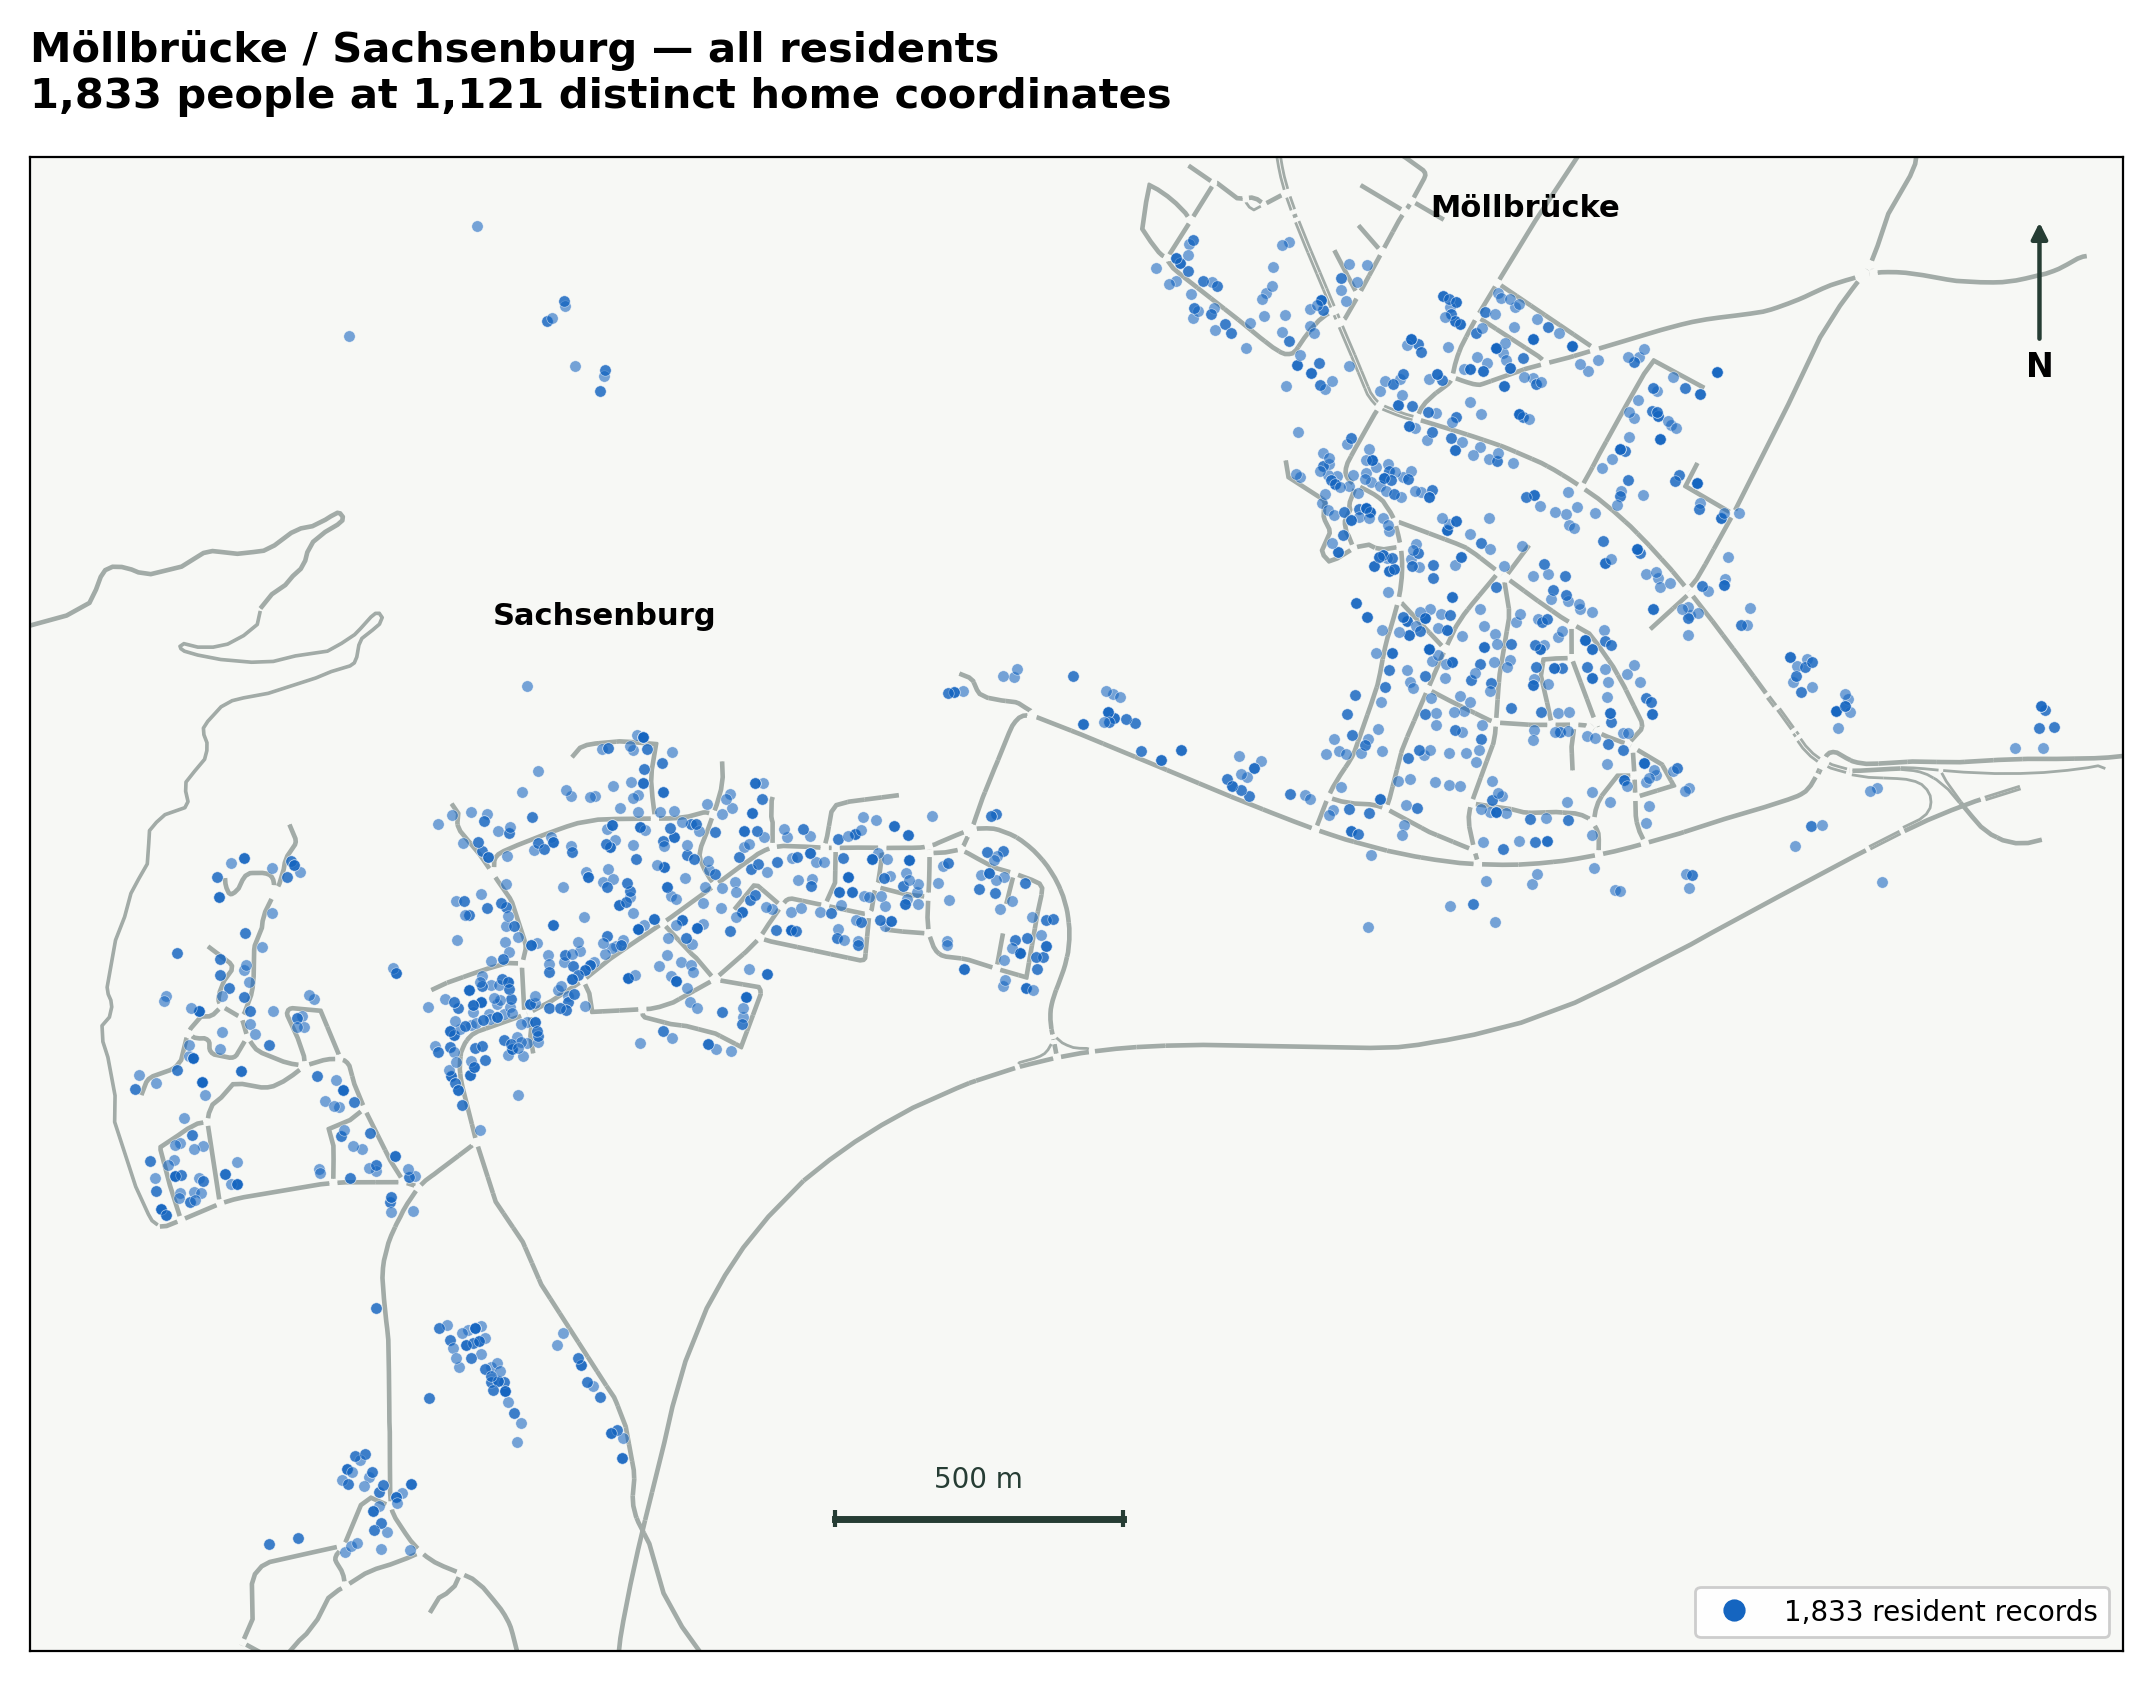 Möllbrücke / Sachsenburg — all residents
1,833 people at 1,121 distinct home coordinates
Möllbrücke
N
Sachsenburg
500 m
1,833 resident records